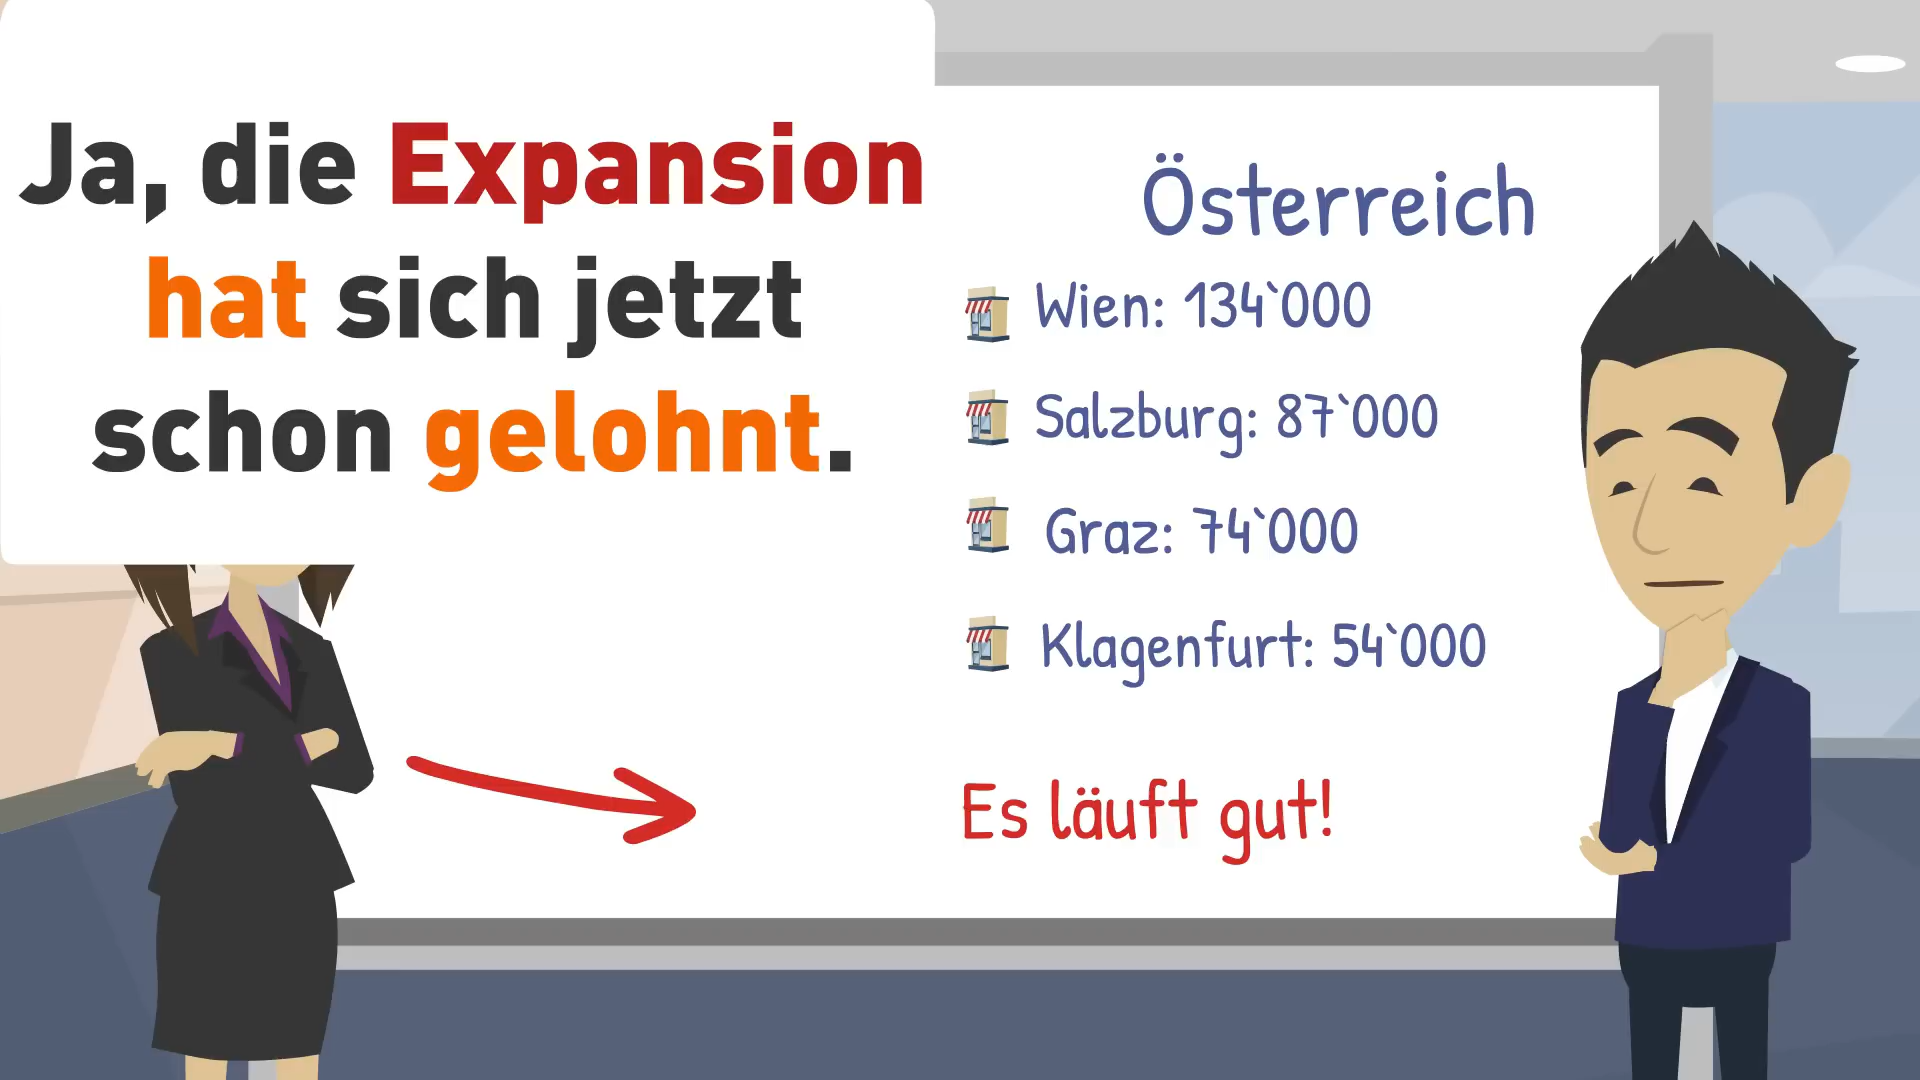 Ja, die Expansion
hat sich jetzt
schon gelohnt.
Österreich
Wien: 134`000
Salzburg: 87`000
Graz: 74`000
Klagenfurt: 54`000
Es läuft gut!